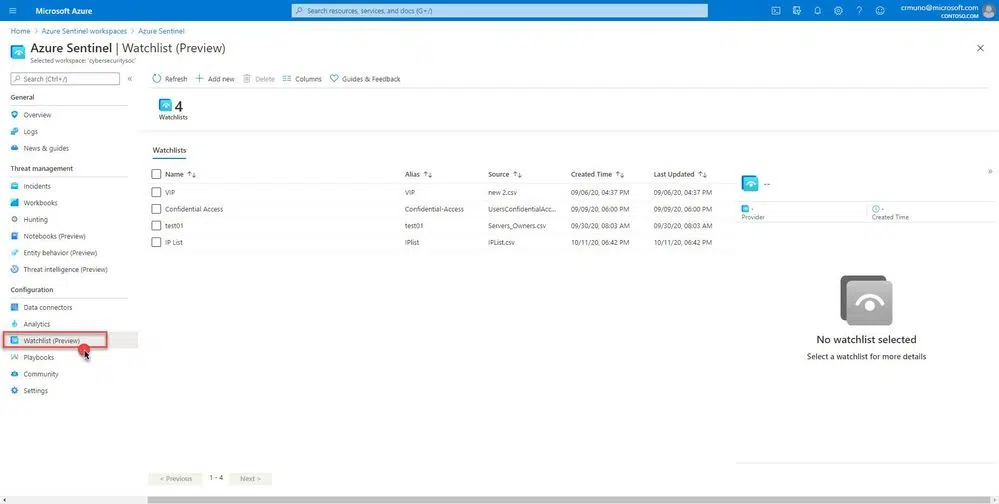 Microsoft Azure
Search resources, services, and docs (G+/)
crmuno@microsoft.com
CONTOSO.COM
Home > Azure Sentinel workspaces > Azure Sentinel
Azure Sentinel | Watchlist (Preview)
Selected workspace: 'cybersecuritysoc'
Search (Ctrl+/)
Refresh Add new Delete Columns Guides & Feedback
General
Overview
Logs
News & guides
Threat management
Incidents
Workbooks
Hunting
Notebooks (Preview)
Entity behavior (Preview)
Threat intelligence (Preview)
Configuration
Data connectors
Analytics
Watchlist (Preview)
Playbooks
Community
Settings
4
Watchlists
Watchlists
Name Alias Source Created Time Last Updated
VIP VIP new 2.csv 09/06/20, 04:37 PM 09/06/20, 04:37 PM
Confidential Access Confidential-Access UsersConfidentialAcc... 09/09/20, 06:00 PM 09/09/20, 06:00 PM
test01 test01 Servers_Owners.csv 09/30/20, 08:03 AM 09/30/20, 08:03 AM
IP List IPlist IPList.csv 10/11/20, 06:42 PM 10/11/20, 06:42 PM
< Previous 1 - 4 Next >
--
- -
Provider Created Time
No watchlist selected
Select a watchlist for more details